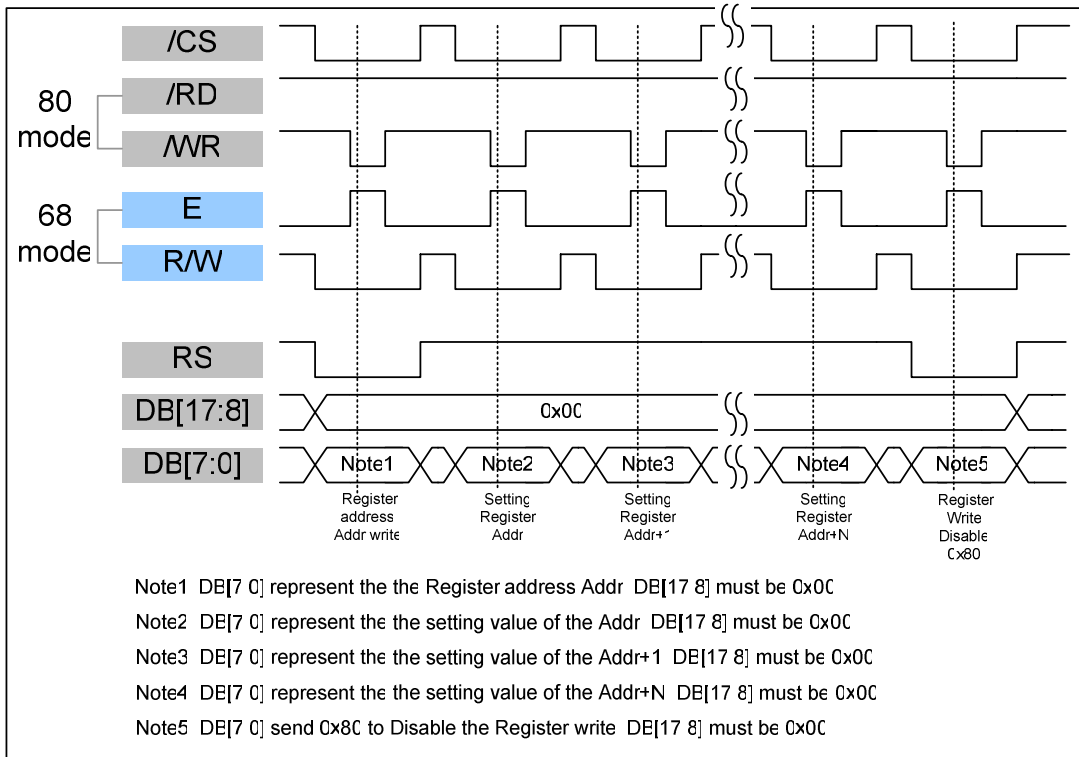 /CS
/RD
80
mode
/WR
E
68
mode
R/W
RS
DB[17:8]
0x00
DB[7:0]
Note1
Note2
Note3
Note4
Note5
Register
address
Addr write
Setting
Register
Addr
Setting
Register
Addr+1
Setting
Register
Addr+N
Register
Write
Disable
0x80
Note1 DB[7 0] represent the the Register address Addr DB[17 8] must be 0x00
Note2 DB[7 0] represent the the setting value of the Addr DB[17 8] must be 0x00
Note3 DB[7 0] represent the the setting value of the Addr+1 DB[17 8] must be 0x00
Note4 DB[7 0] represent the the setting value of the Addr+N DB[17 8] must be 0x00
Note5 DB[7 0] send 0x80 to Disable the Register write DB[17 8] must be 0x00